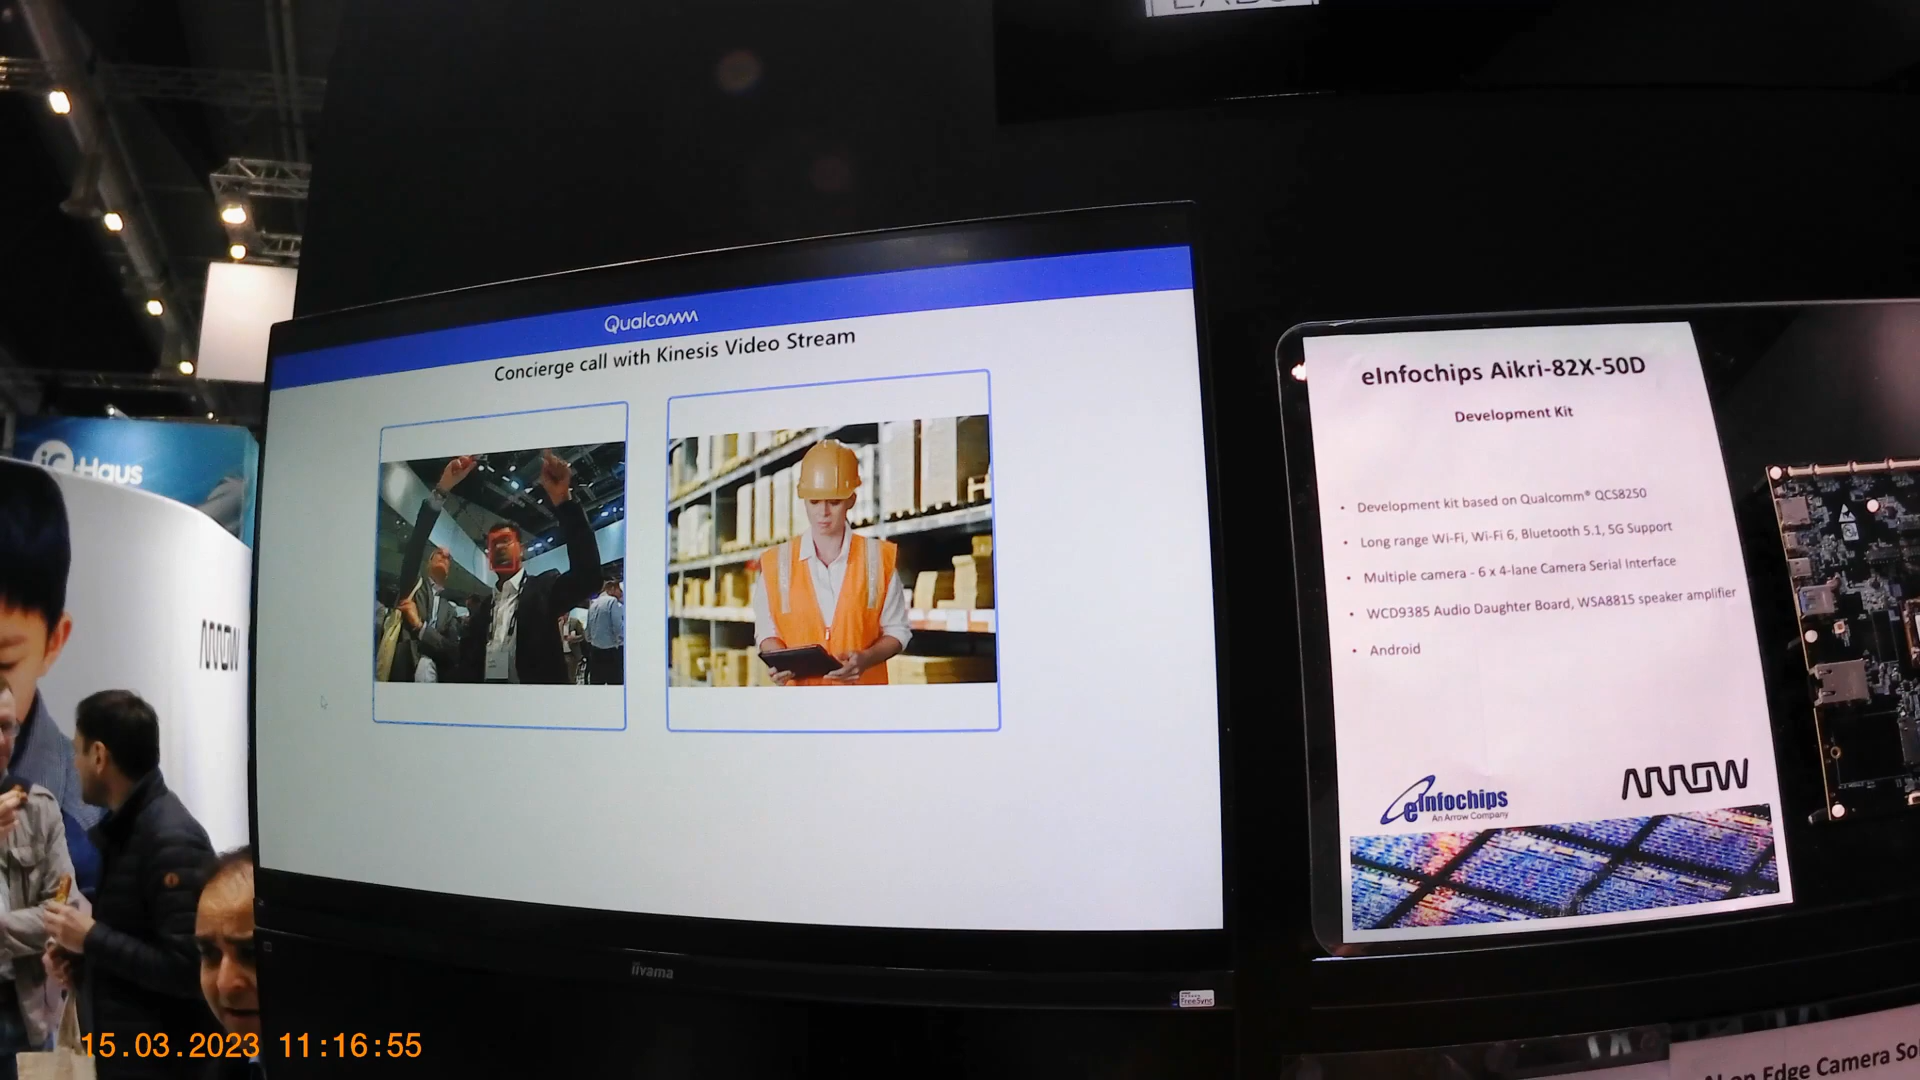 iC Haus
ARROW
Qualcomm
Concierge call with Kinesis Video Stream
iiyama
FreeSync
eInfochips Aikri-82X-50D
Development Kit
• Development kit based on Qualcomm® QCS8250
• Long range Wi-Fi, Wi-Fi 6, Bluetooth 5.1, 5G Support
• Multiple camera - 6 x 4-lane Camera Serial Interface
• WCD9385 Audio Daughter Board, WSA8815 speaker amplifier
• Android
eInfochips
An Arrow Company
ARROW
on Edge Camera
15.03.2023 11:16:55